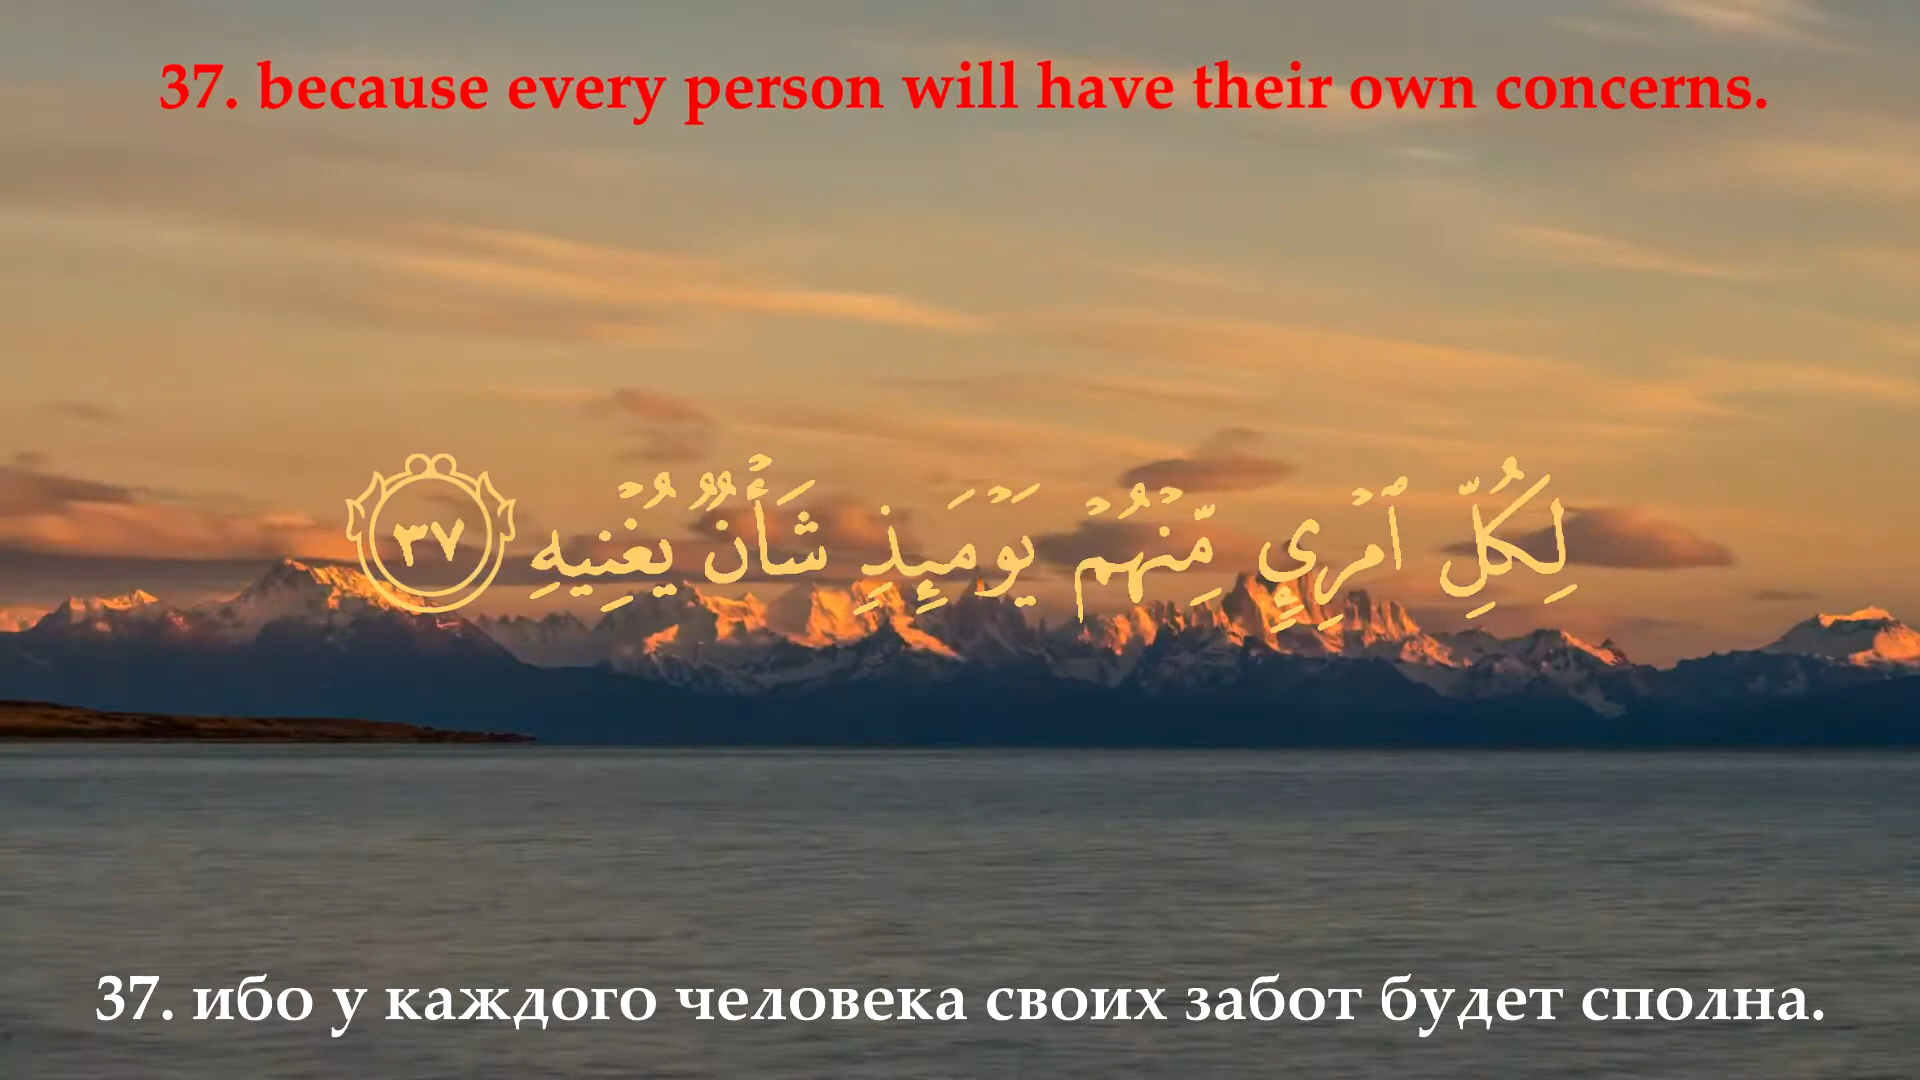 37. because every person will have their own concerns.
لِكُلِّ ٱمۡرِيٕٖ مِّنۡهُمۡ يَوۡمَئِذٖ شَأۡنٞ يُغۡنِيهِ ٣٧
37. ибо у каждого человека своих забот будет сполна.